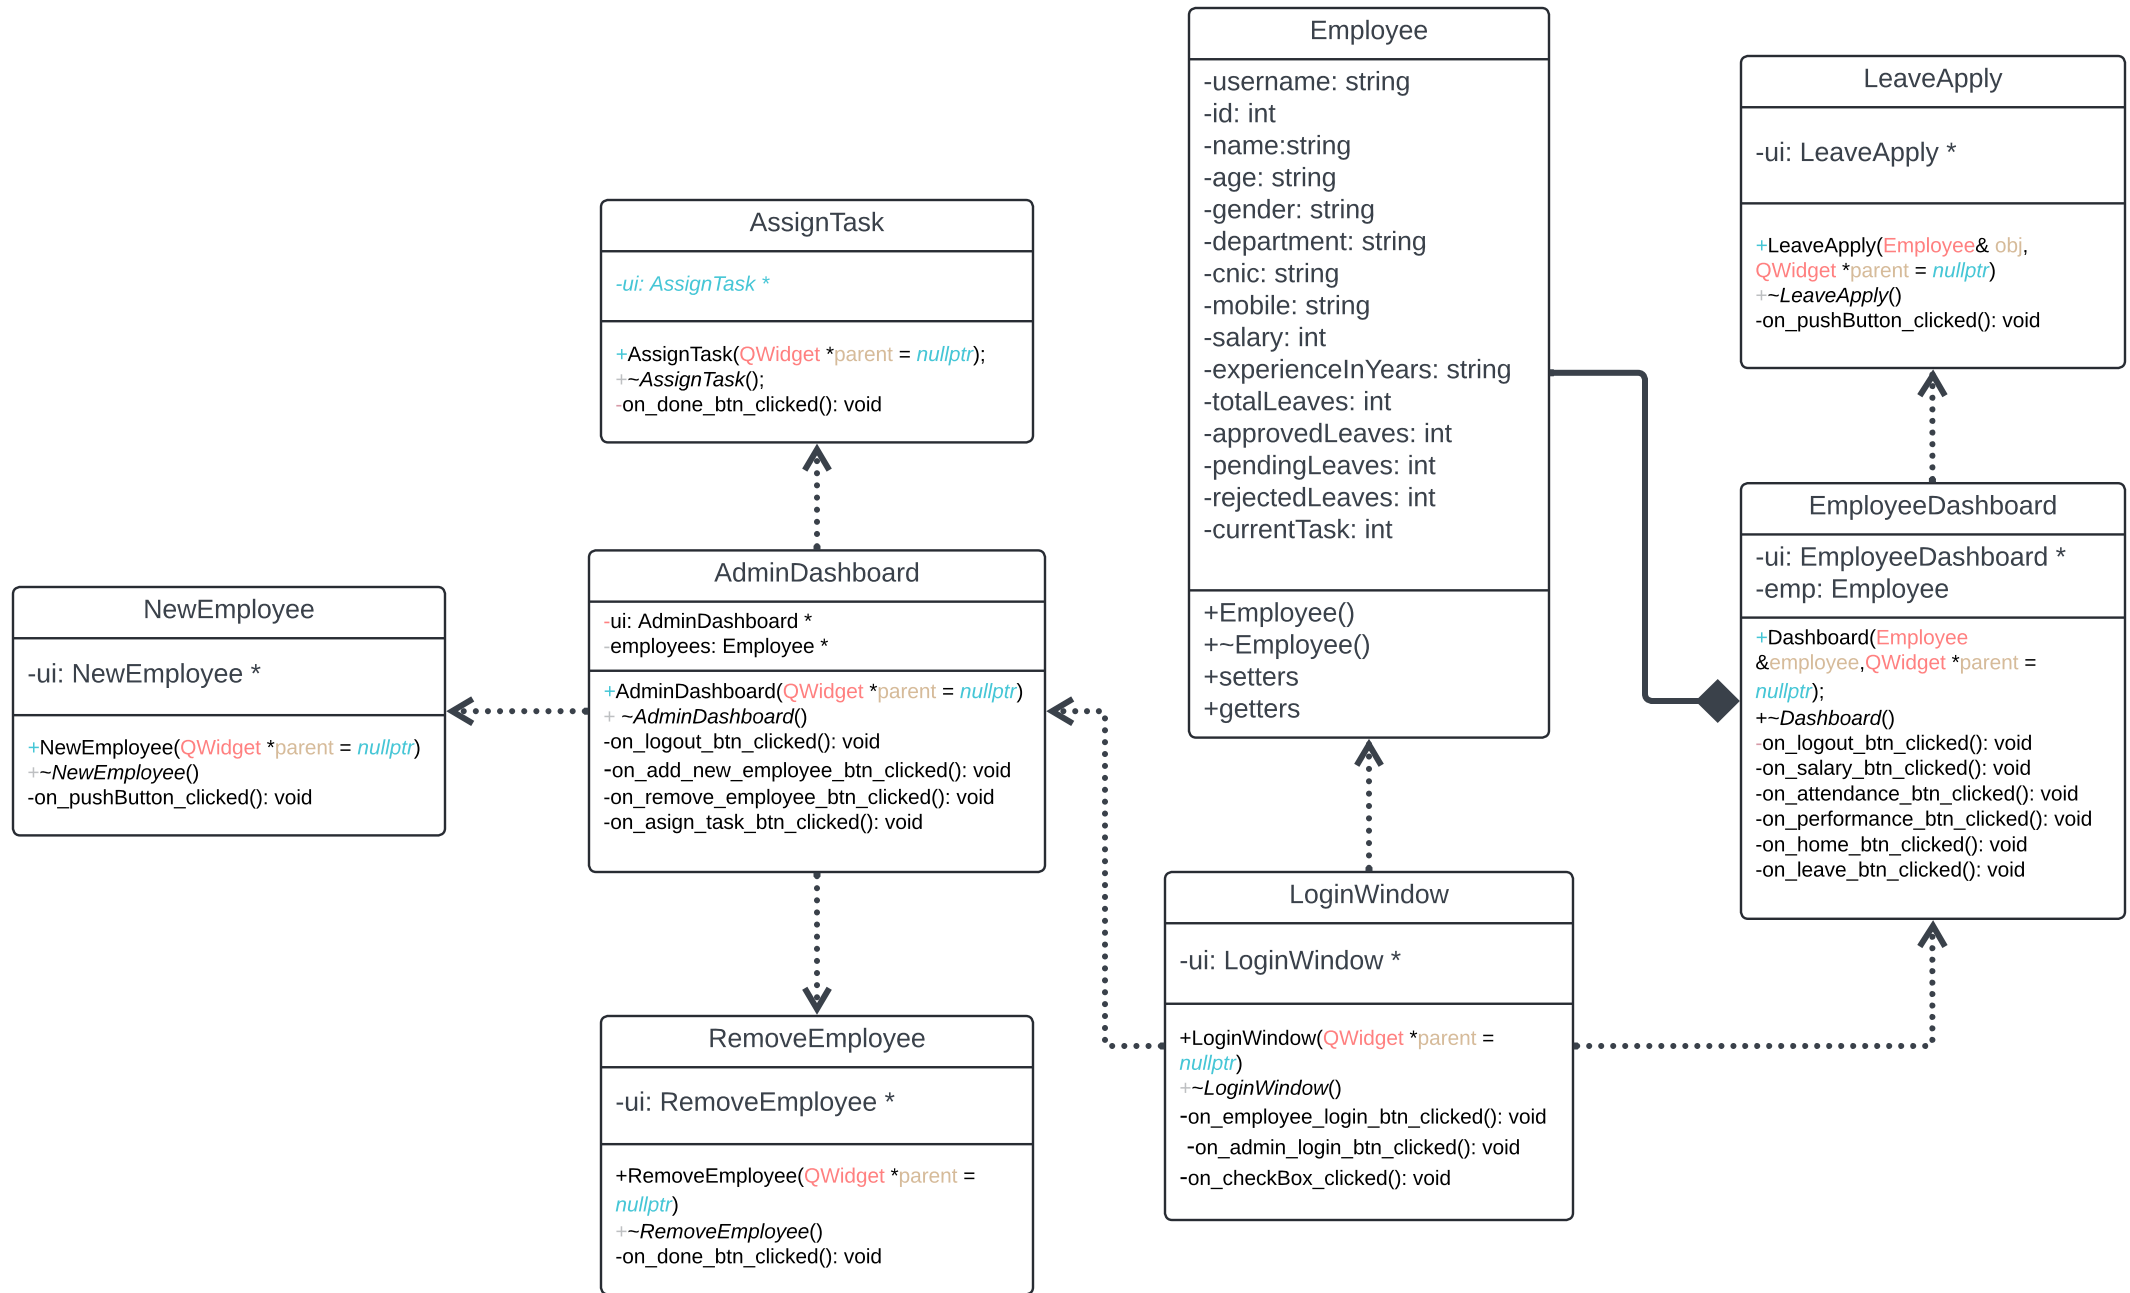 Employee
-username: string
-id: int
-name:string
-age: string
-gender: string
-department: string
-cnic: string
-mobile: string
-salary: int
-experienceInYears: string
-totalLeaves: int
-approvedLeaves: int
-pendingLeaves: int
-rejectedLeaves: int
-currentTask: int
+Employee()
+~Employee()
+setters
+getters
LeaveApply
-ui: LeaveApply *
+LeaveApply(Employee& obj,
QWidget *parent = nullptr)
+~LeaveApply()
-on_pushButton_clicked(): void
AssignTask
-ui: AssignTask *
+AssignTask(QWidget *parent = nullptr);
+~AssignTask();
-on_done_btn_clicked(): void
EmployeeDashboard
-ui: EmployeeDashboard *
-emp: Employee
+Dashboard(Employee
&employee,QWidget *parent =
nullptr);
+~Dashboard()
-on_logout_btn_clicked(): void
-on_salary_btn_clicked(): void
-on_attendance_btn_clicked(): void
-on_performance_btn_clicked(): void
-on_home_btn_clicked(): void
-on_leave_btn_clicked(): void
AdminDashboard
-ui: AdminDashboard *
-employees: Employee *
+AdminDashboard(QWidget *parent = nullptr)
+ ~AdminDashboard()
-on_logout_btn_clicked(): void
-on_add_new_employee_btn_clicked(): void
-on_remove_employee_btn_clicked(): void
-on_asign_task_btn_clicked(): void
NewEmployee
-ui: NewEmployee *
+NewEmployee(QWidget *parent = nullptr)
+~NewEmployee()
-on_pushButton_clicked(): void
LoginWindow
-ui: LoginWindow *
+LoginWindow(QWidget *parent =
nullptr)
+~LoginWindow()
-on_employee_login_btn_clicked(): void
-on_admin_login_btn_clicked(): void
-on_checkBox_clicked(): void
RemoveEmployee
-ui: RemoveEmployee *
+RemoveEmployee(QWidget *parent =
nullptr)
+~RemoveEmployee()
-on_done_btn_clicked(): void